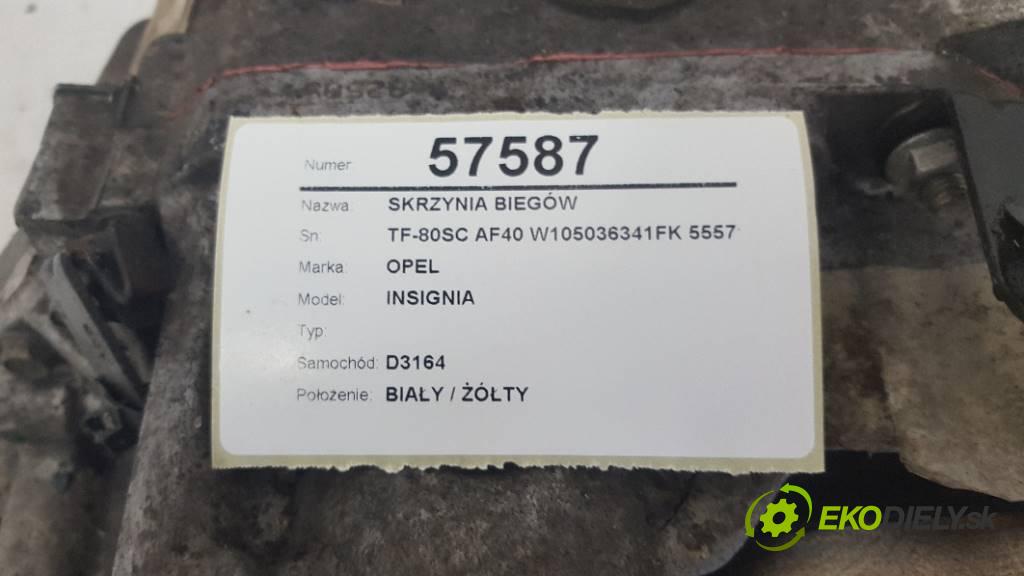 Numer: 57587
Nazwa: SKRZYNIA BIEGÓW
Sn: TF-80SC AF40 W105036341FK 5557
Marka: OPEL
Model: INSIGNIA
Typ:
Samochód: D3164
Położenie: BIAŁY / ŻÓŁTY
EKODIELY.sk